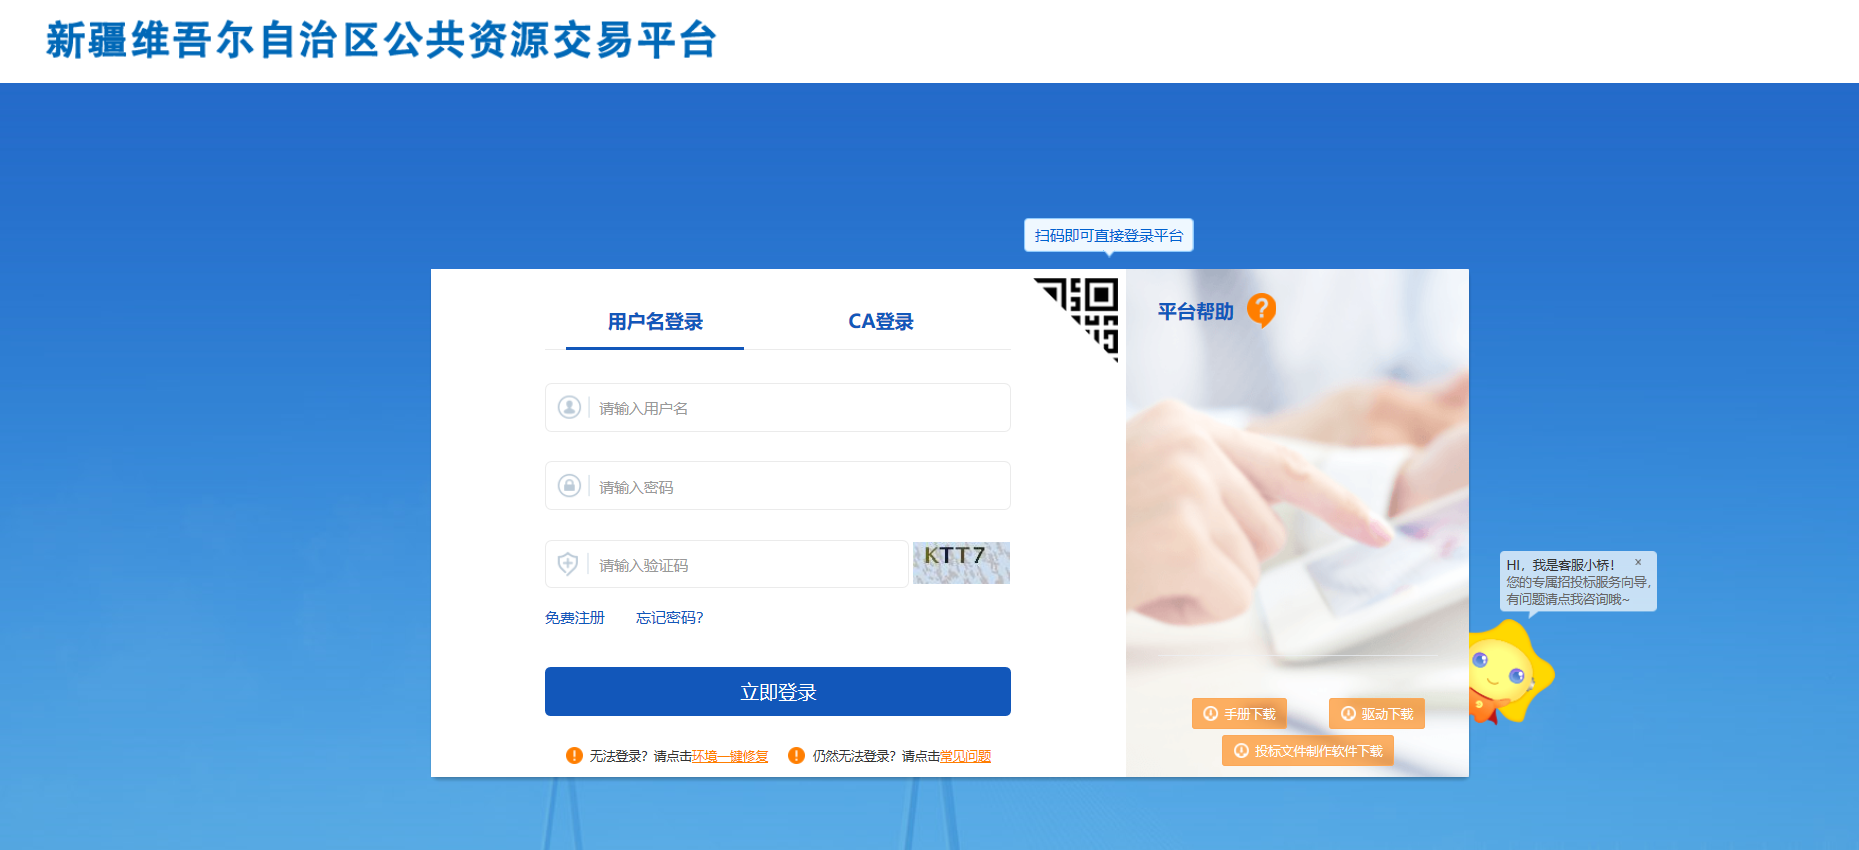 新疆维吾尔自治区公共资源交易平台
扫码即可直接登录平台
用户名登录
CA登录
平台帮助
请输入用户名
请输入密码
请输入验证码
KTT7
免费注册
忘记密码?
立即登录
无法登录? 请点击环境一键修复
仍然无法登录? 请点击常见问题
手册下载
驱动下载
投标文件制作软件下载
HI，我是客服小桥！ ×
您的专属招投标服务向导，
有问题请点我咨询哦~